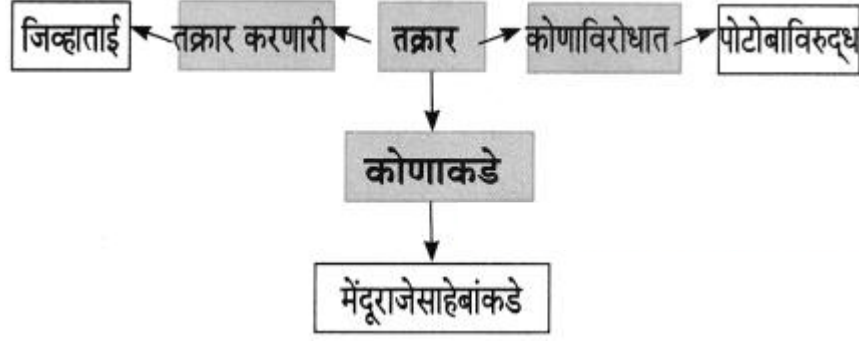 जिव्हाताई तक्रार करणारी तक्रार कोणाविरोधात पोटोबाविरुद्ध
कोणाकडे
मेंदूराजेसाहेबांकडे